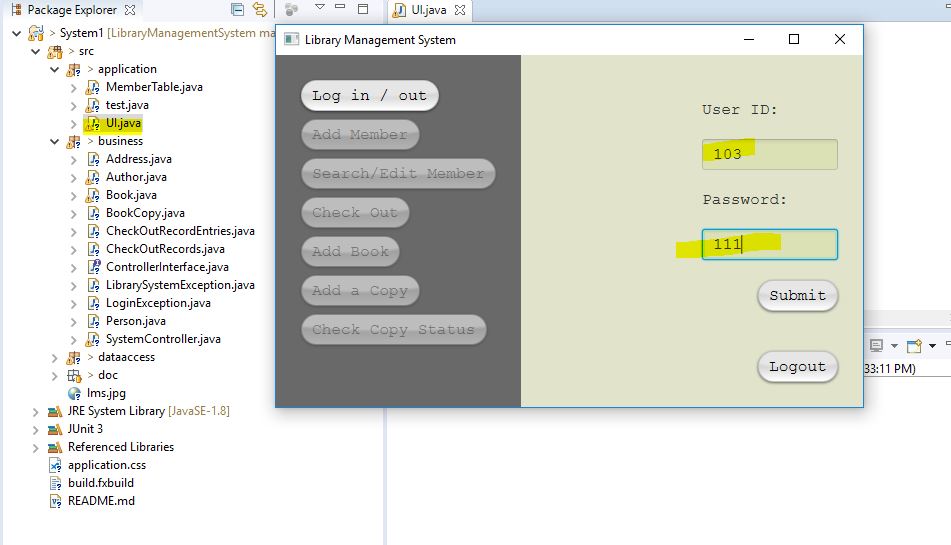 Package Explorer
UI.java
> System1 [LibraryManagementSystem ma
> src
> application
MemberTable.java
test.java
UI.java
> business
Address.java
Author.java
Book.java
BookCopy.java
CheckOutRecordEntries.java
CheckOutRecords.java
ControllerInterface.java
LibrarySystemException.java
LoginException.java
Person.java
SystemController.java
> dataaccess
> doc
lms.jpg
JRE System Library [JavaSE-1.8]
JUnit 3
Referenced Libraries
application.css
build.fxbuild
README.md
Library Management System
Log in / out
Add Member
Search/Edit Member
Check Out
Add Book
Add a Copy
Check Copy Status
User ID:
103
Password:
111
Submit
Logout
33:11 PM)